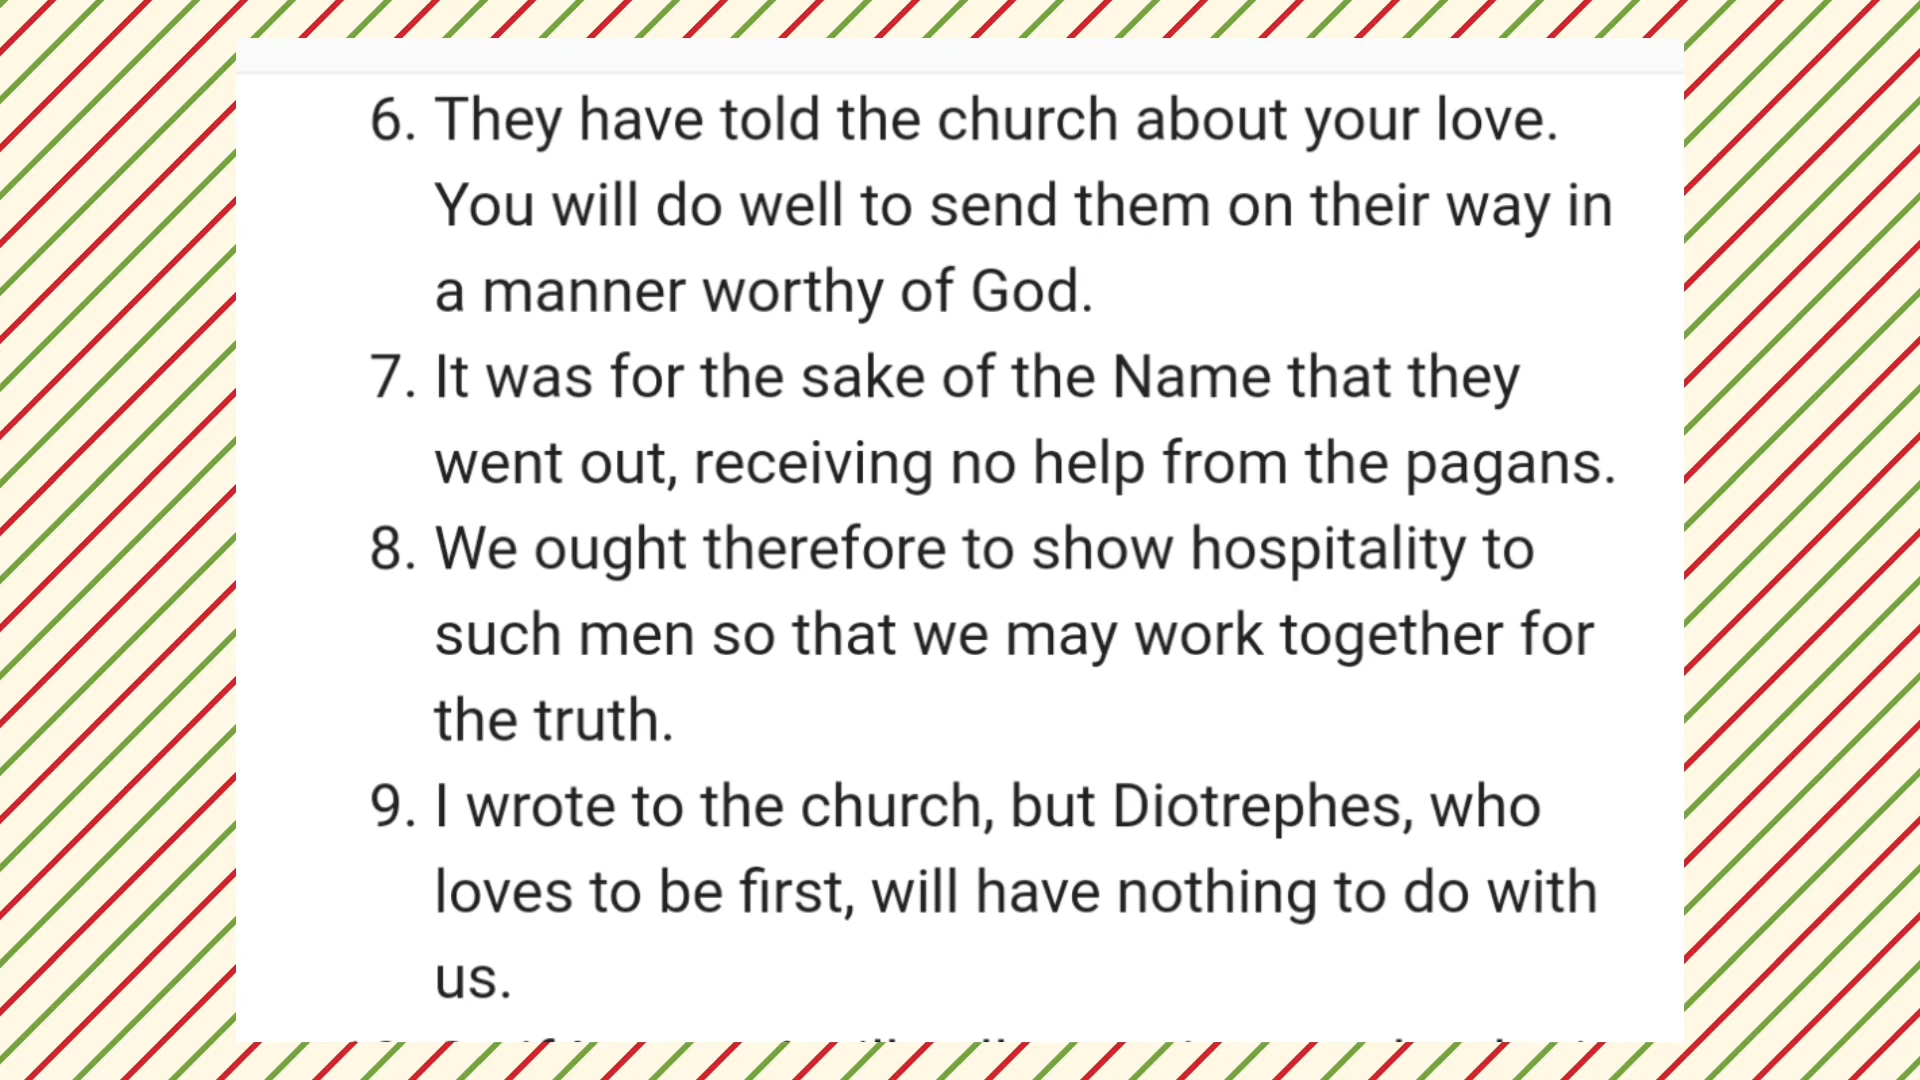 6. They have told the church about your love.
You will do well to send them on their way in
a manner worthy of God.
7. It was for the sake of the Name that they
went out, receiving no help from the pagans.
8. We ought therefore to show hospitality to
such men so that we may work together for
the truth.
9. I wrote to the church, but Diotrephes, who
loves to be first, will have nothing to do with
us.